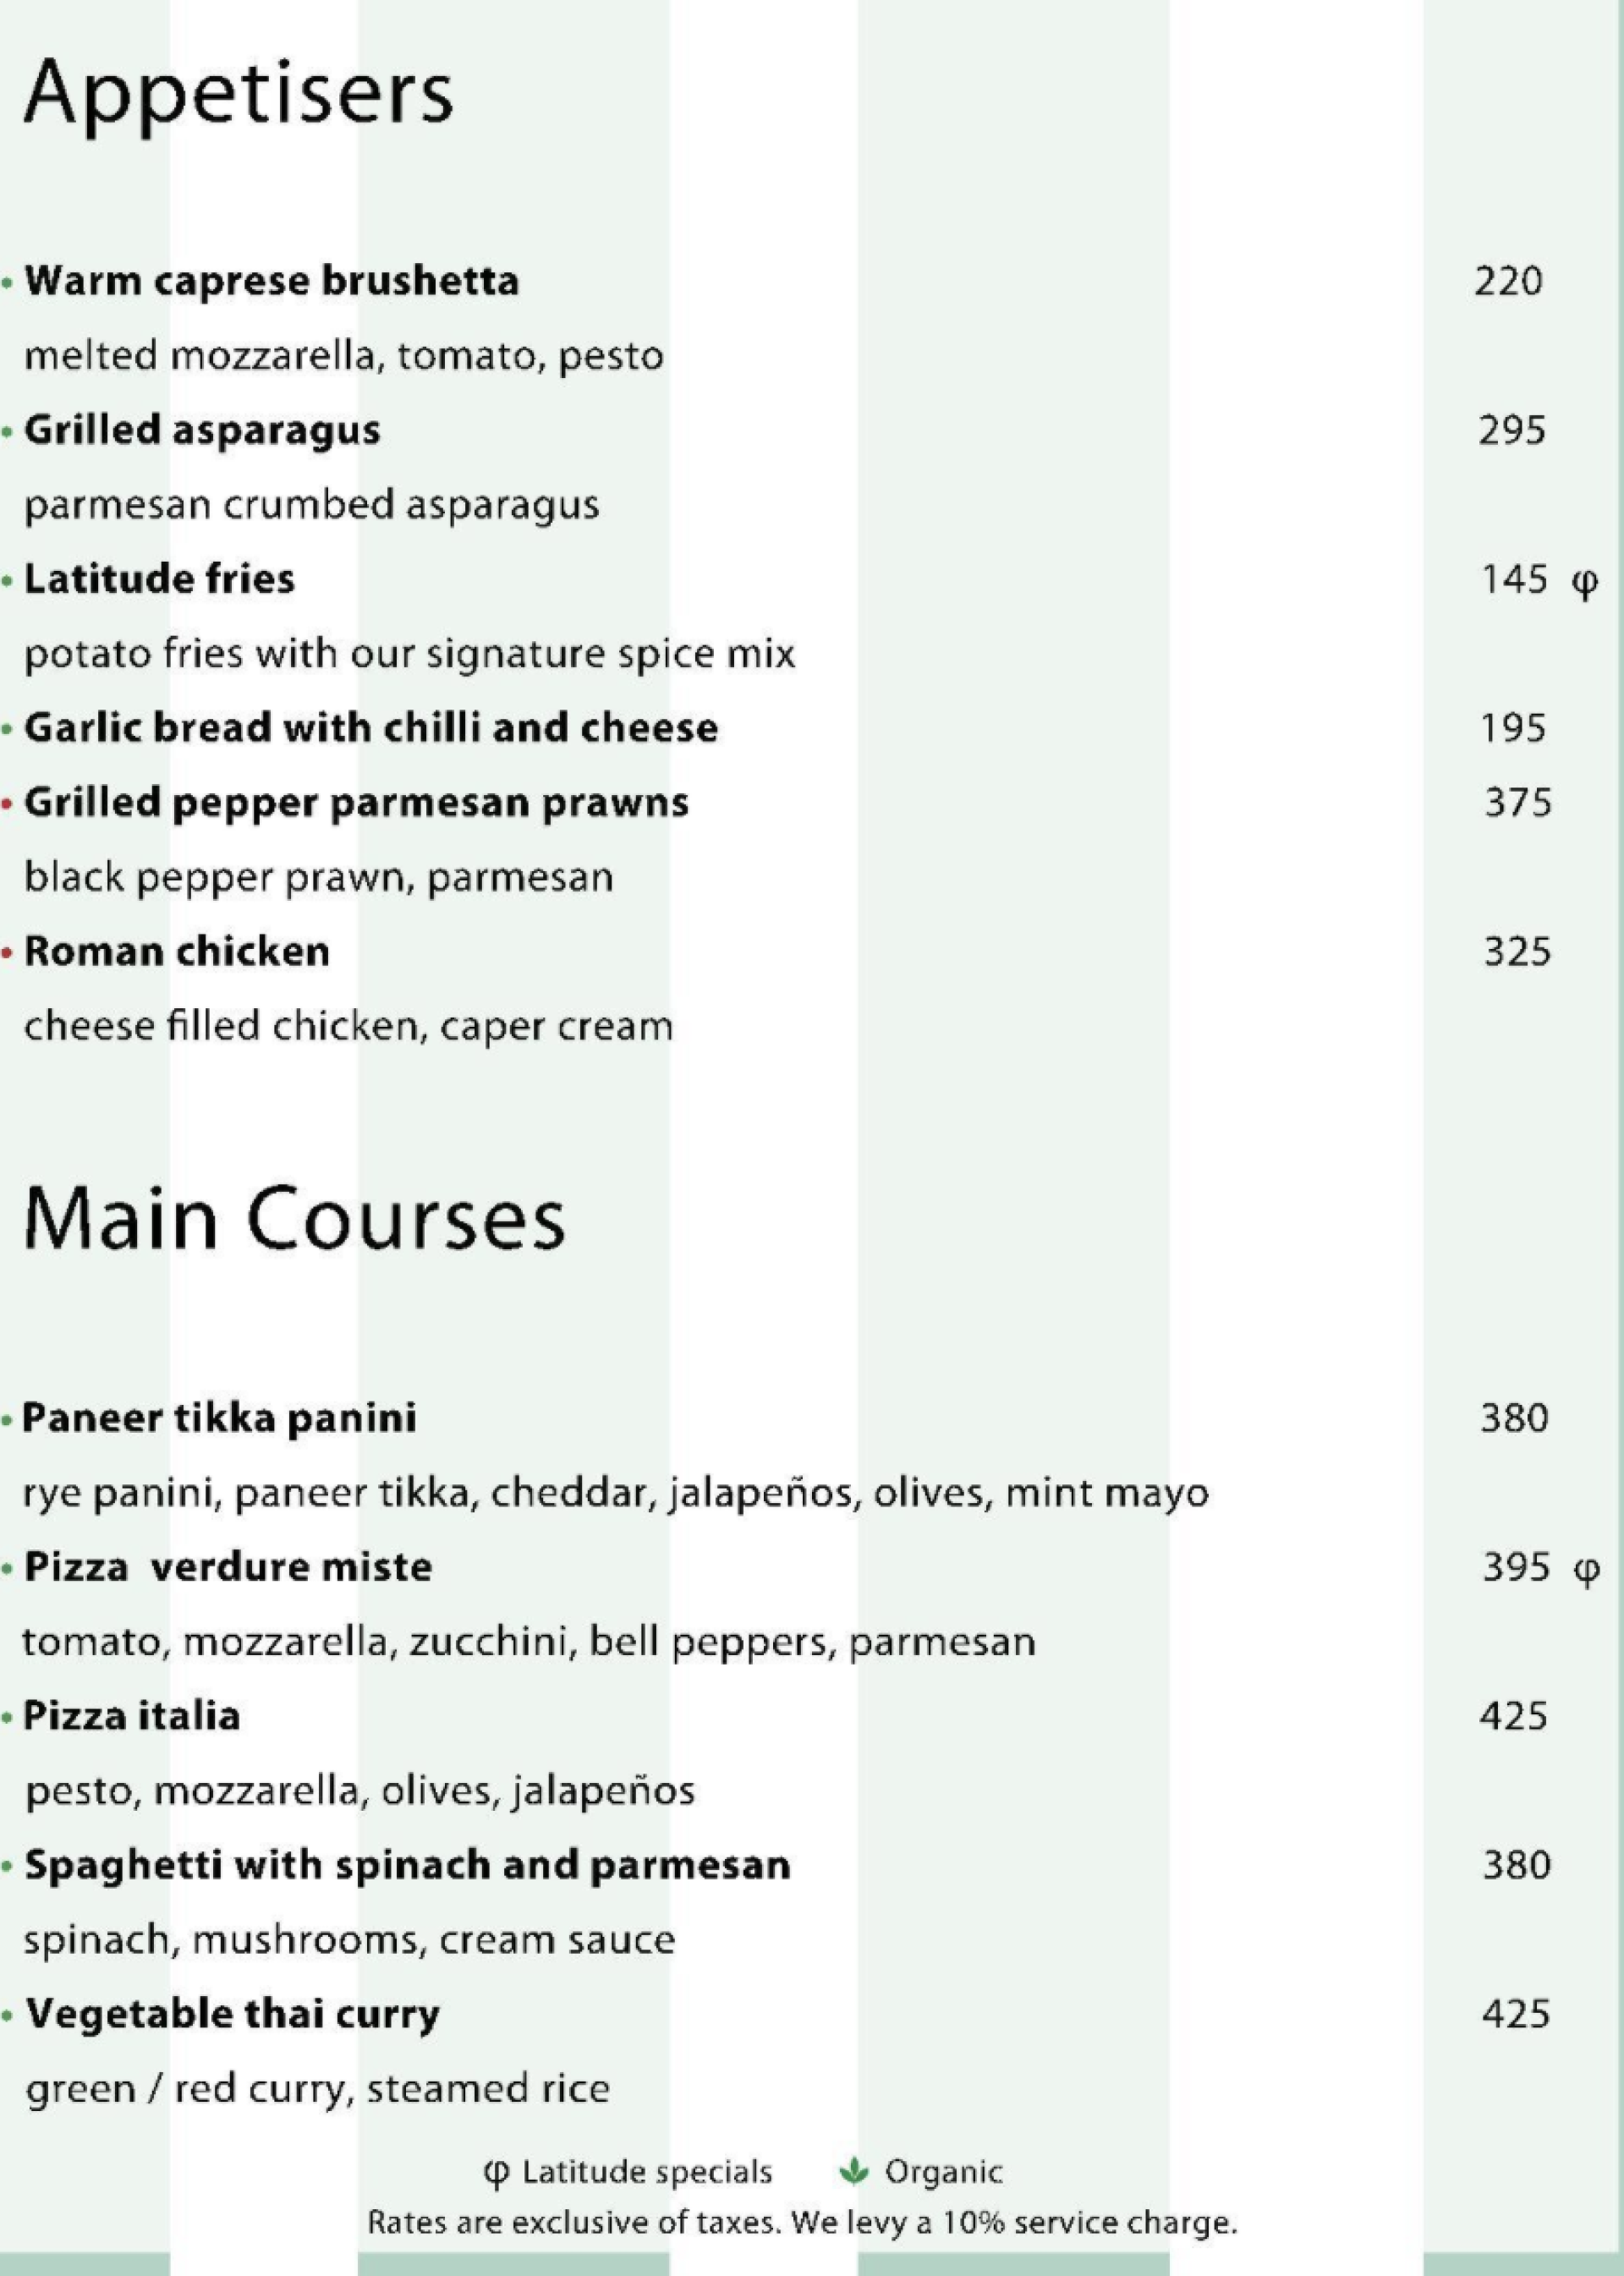 Appetisers
• Warm caprese brushetta 220
melted mozzarella, tomato, pesto
• Grilled asparagus 295
parmesan crumbed asparagus
• Latitude fries 145 φ
potato fries with our signature spice mix
• Garlic bread with chilli and cheese 195
• Grilled pepper parmesan prawns 375
black pepper prawn, parmesan
• Roman chicken 325
cheese filled chicken, caper cream
Main Courses
• Paneer tikka panini 380
rye panini, paneer tikka, cheddar, jalapeños, olives, mint mayo
• Pizza verdure miste 395 φ
tomato, mozzarella, zucchini, bell peppers, parmesan
• Pizza italia 425
pesto, mozzarella, olives, jalapeños
• Spaghetti with spinach and parmesan 380
spinach, mushrooms, cream sauce
• Vegetable thai curry 425
green / red curry, steamed rice
φ Latitude specials Organic
Rates are exclusive of taxes. We levy a 10% service charge.